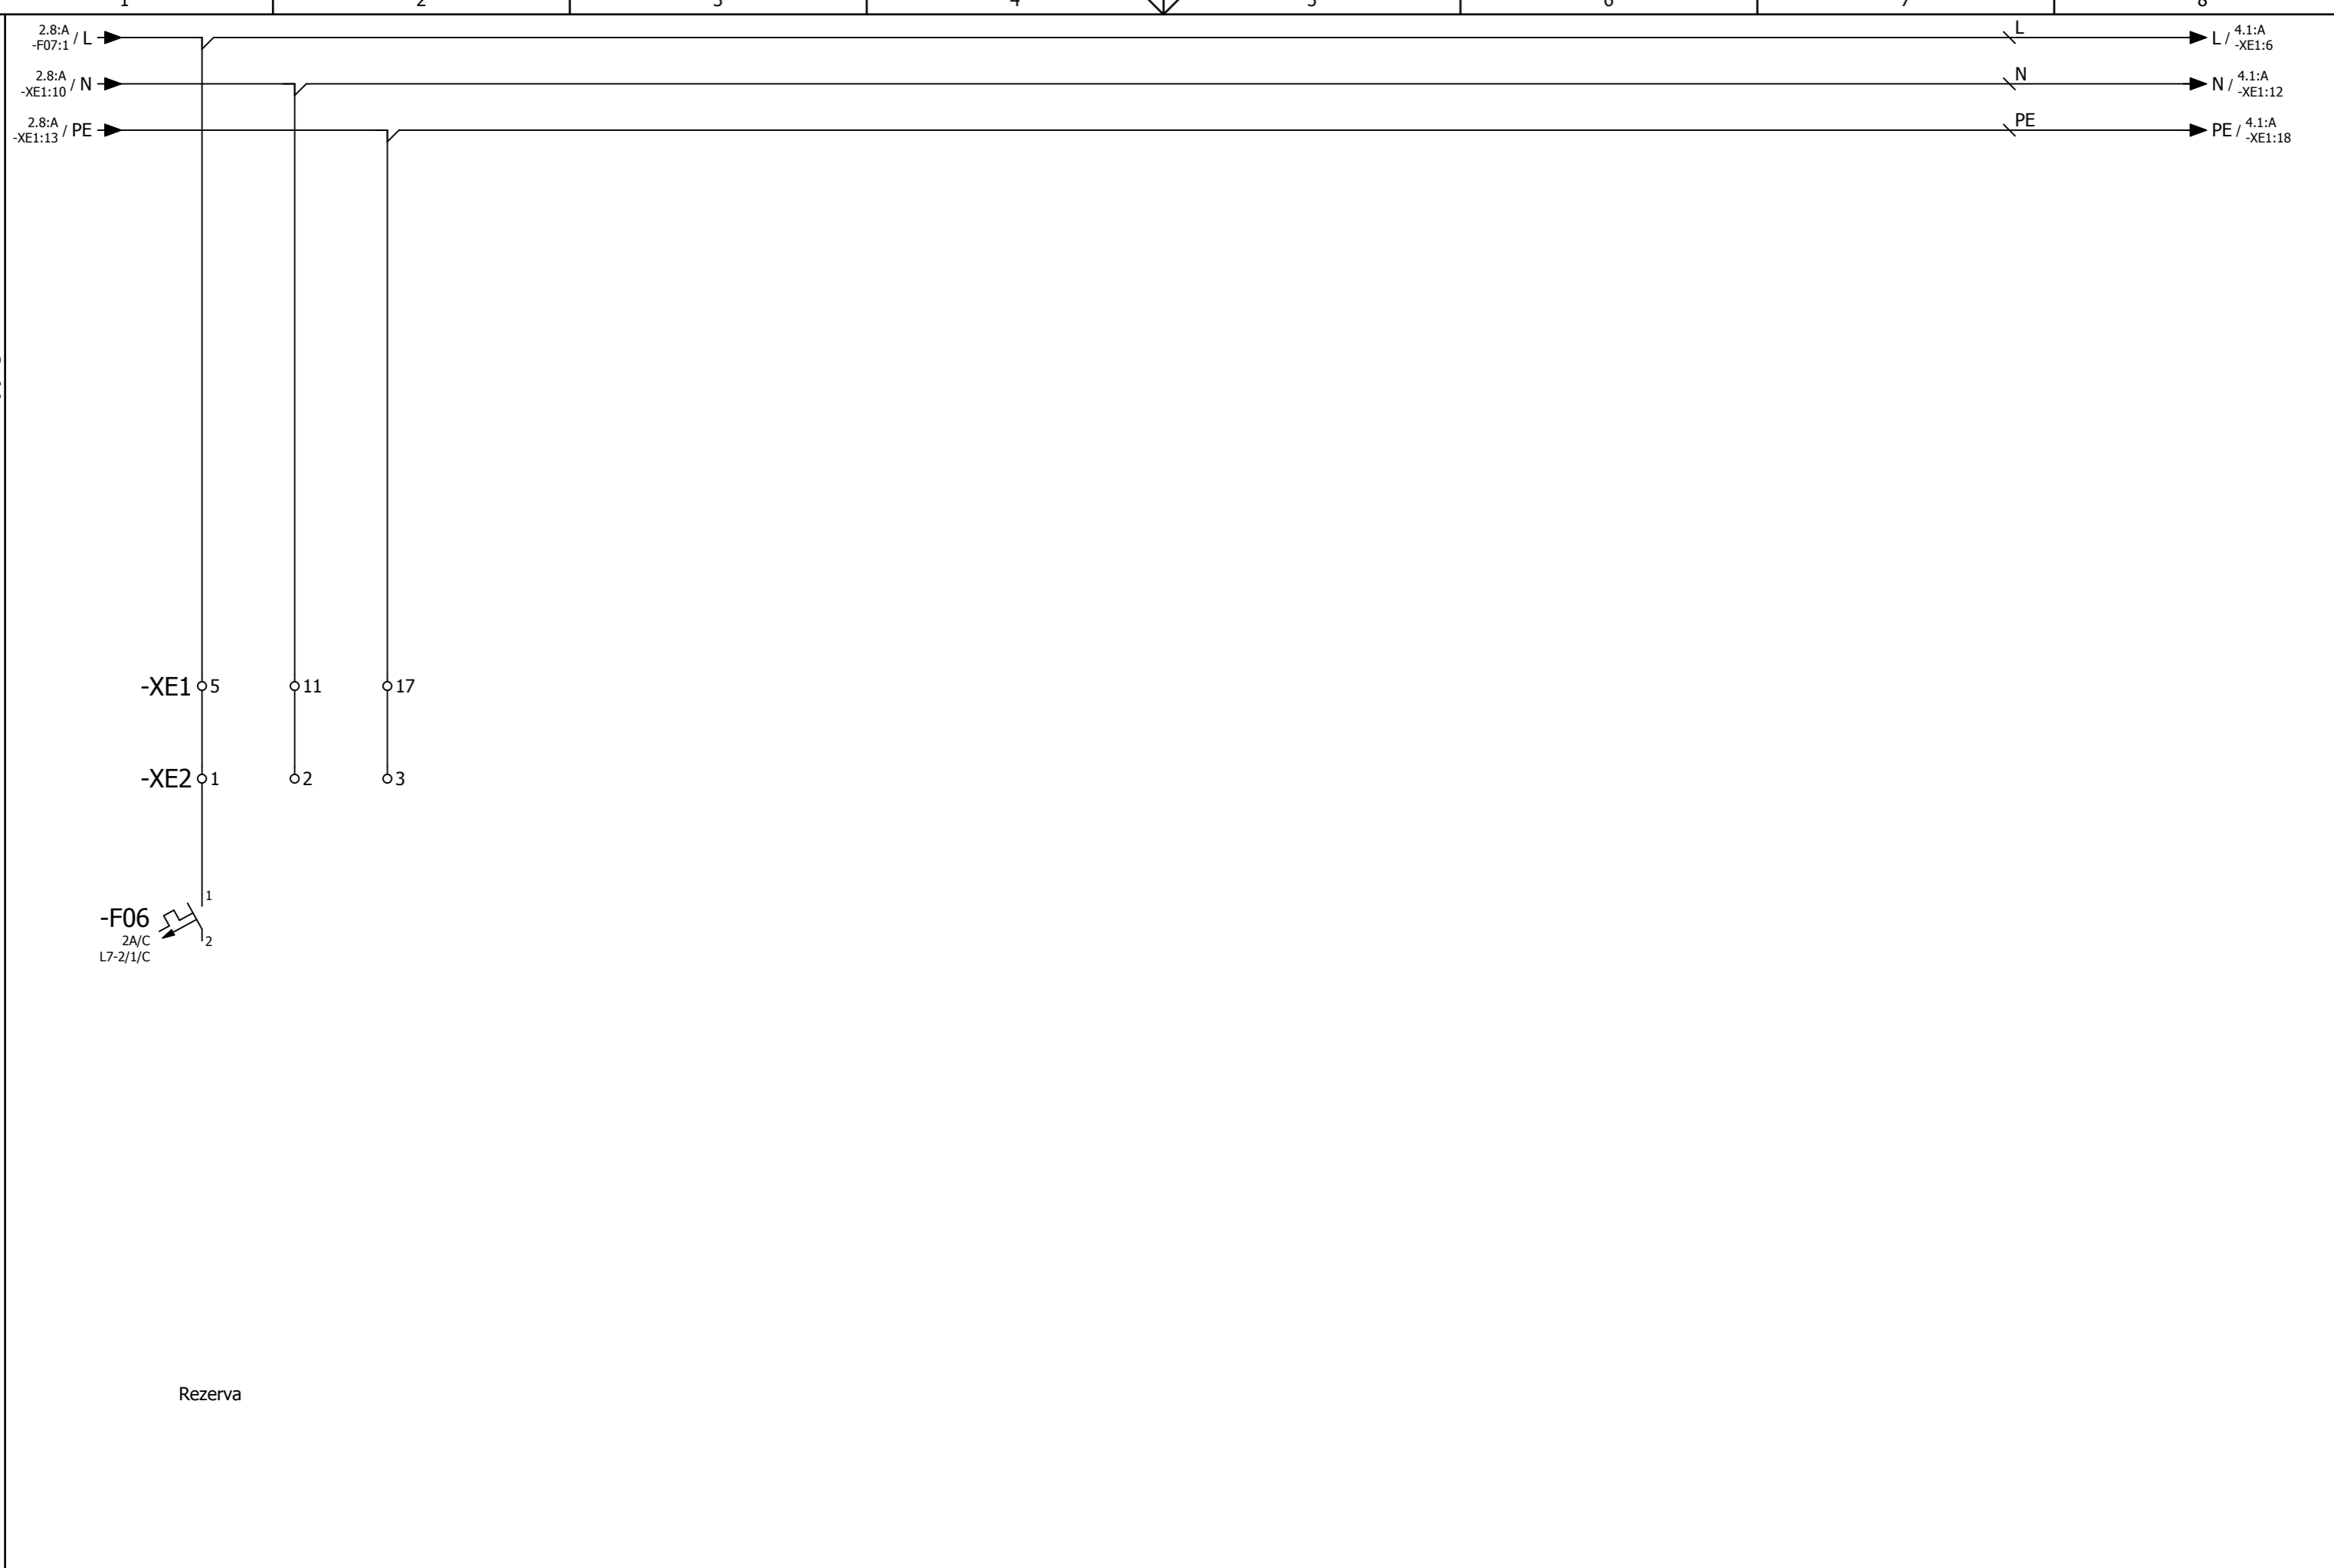 1 2 3 4 5 6 7 8
2.8:A
-F07:1 / L
L
L / 4.1:A
-XE1:6
2.8:A
-XE1:10 / N
N
N / 4.1:A
-XE1:12
2.8:A
-XE1:13 / PE
PE
PE / 4.1:A
-XE1:18
-XE1 5 11 17
-XE2 1 2 3
1
-F06
2A/C
2
L7-2/1/C
Rezerva